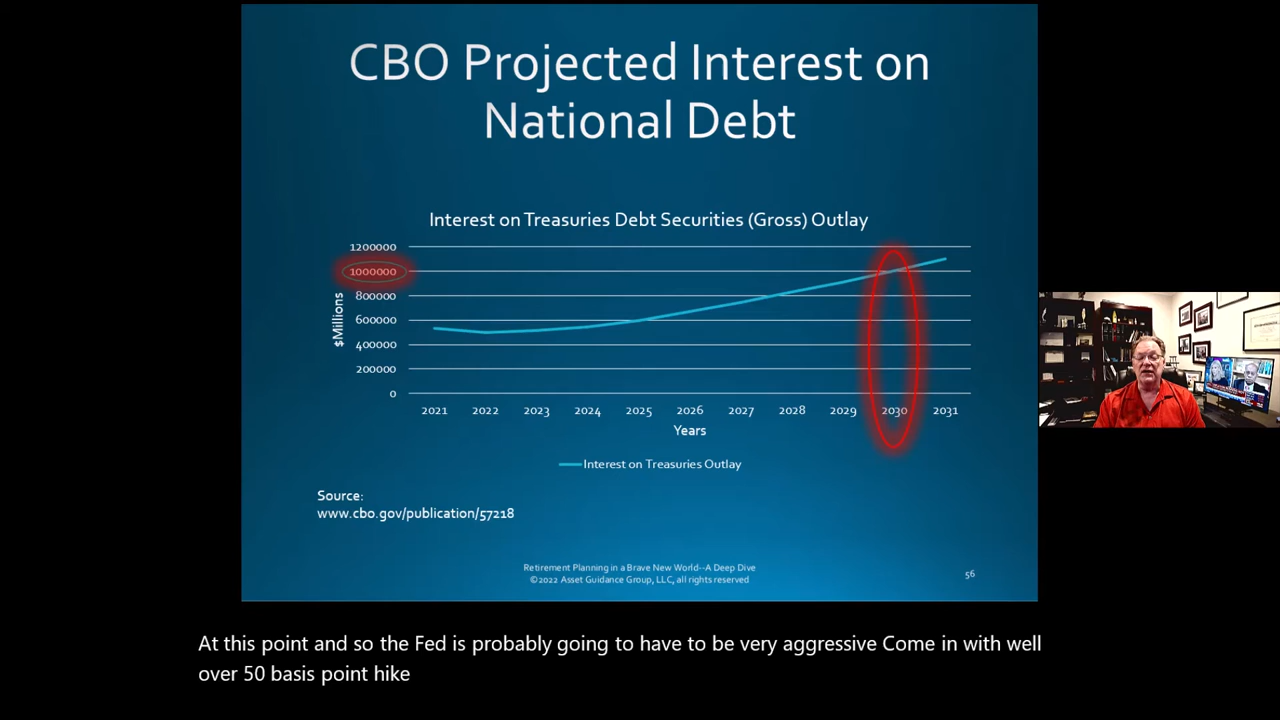 CBO Projected Interest on
National Debt
Interest on Treasuries Debt Securities (Gross) Outlay
1200000
1000000
800000
600000
400000
200000
0
$Millions
2021 2022 2023 2024 2025 2026 2027 2028 2029 2030 2031
Years
Interest on Treasuries Outlay
Source:
www.cbo.gov/publication/57218
Retirement Planning in a Brave New World--A Deep Dive
©2022 Asset Guidance Group, LLC, all rights reserved
56
At this point and so the Fed is probably going to have to be very aggressive Come in with well
over 50 basis point hike